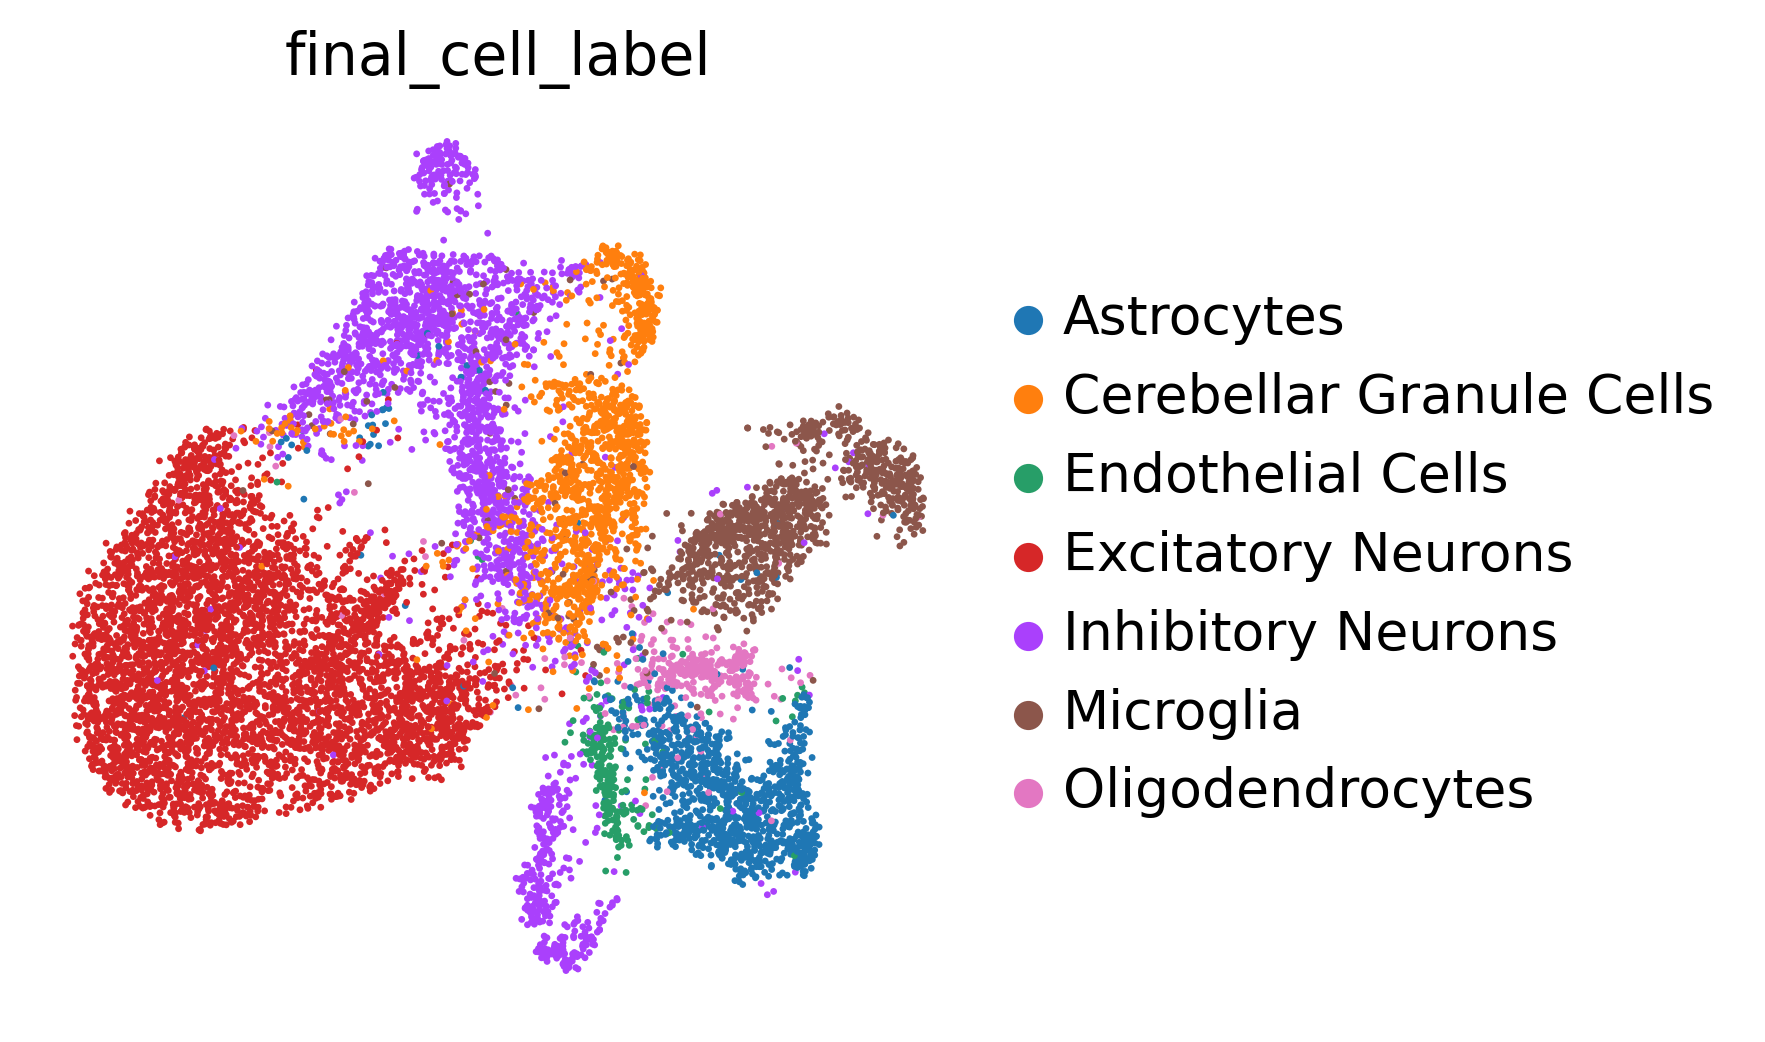 final_cell_label
Astrocytes
Cerebellar Granule Cells
Endothelial Cells
Excitatory Neurons
Inhibitory Neurons
Microglia
Oligodendrocytes